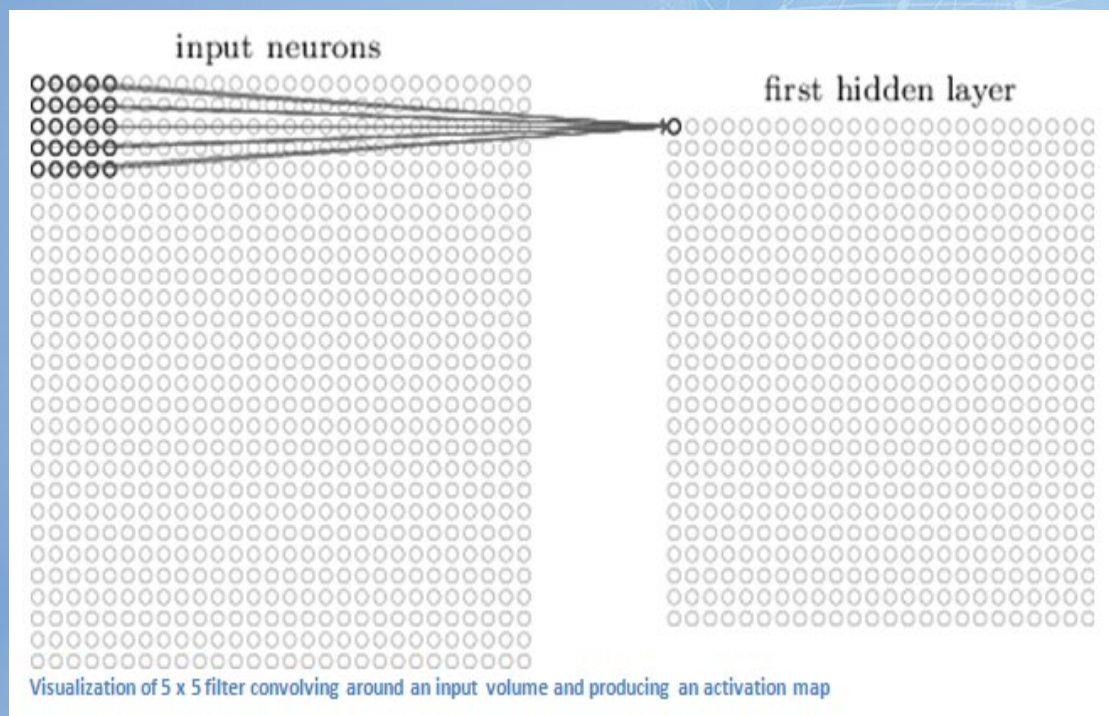 input neurons
first hidden layer
Visualization of 5 x 5 filter convolving around an input volume and producing an activation map